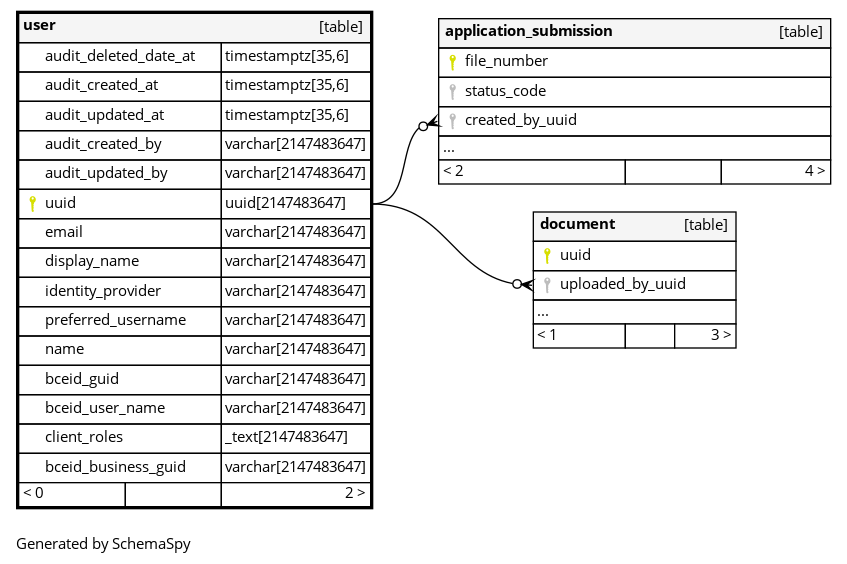 user [table]
audit_deleted_date_at timestamptz[35,6]
audit_created_at timestamptz[35,6]
audit_updated_at timestamptz[35,6]
audit_created_by varchar[2147483647]
audit_updated_by varchar[2147483647]
uuid uuid[2147483647]
email varchar[2147483647]
display_name varchar[2147483647]
identity_provider varchar[2147483647]
preferred_username varchar[2147483647]
name varchar[2147483647]
bceid_guid varchar[2147483647]
bceid_user_name varchar[2147483647]
client_roles _text[2147483647]
bceid_business_guid varchar[2147483647]
< 0 2 >
application_submission [table]
file_number
status_code
created_by_uuid
...
< 2 4 >
document [table]
uuid
uploaded_by_uuid
...
< 1 3 >
Generated by SchemaSpy